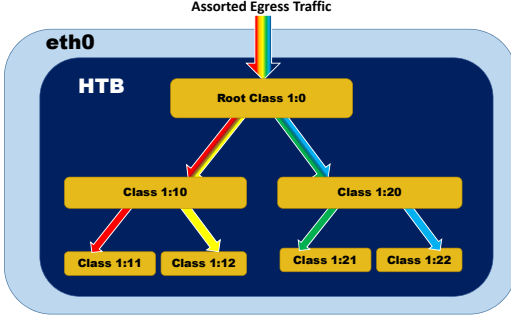 Assorted Egress Traffic
eth0
HTB
Root Class 1:0
Class 1:10
Class 1:20
Class 1:11
Class 1:12
Class 1:21
Class 1:22